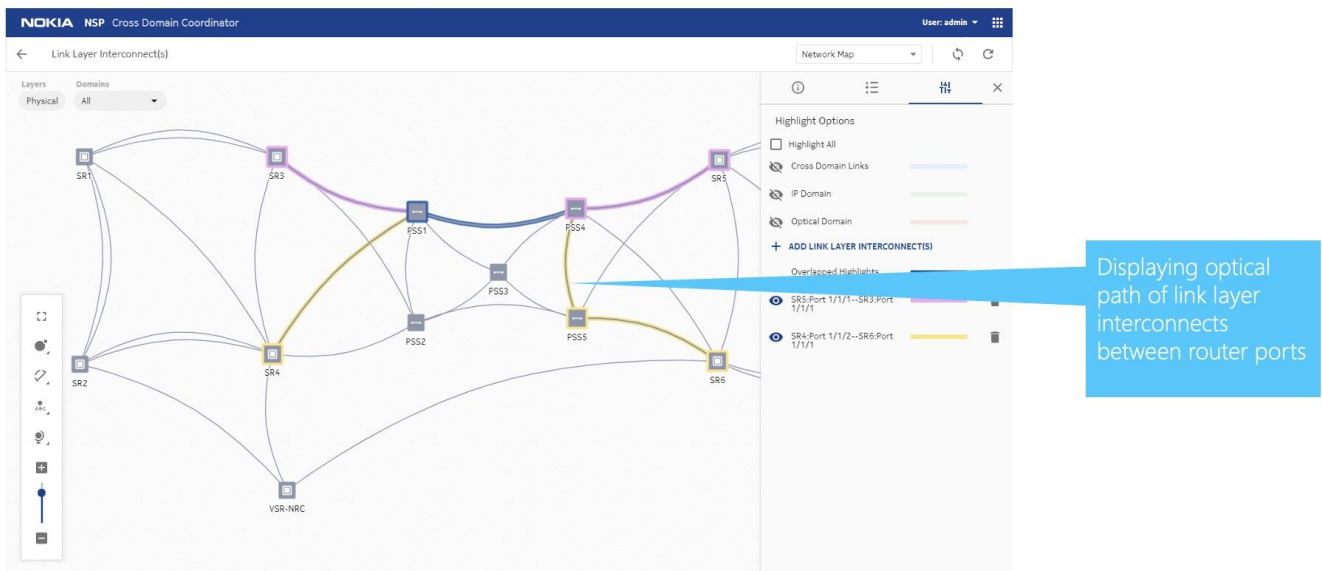 NOKIA NSP Cross Domain Coordinator
User: admin
Link Layer Interconnect(s)
Network Map
Layers
Domains
Physical
All
Highlight Options
Highlight All
Cross Domain Links
IP Domain
Optical Domain
+ ADD LINK LAYER INTERCONNECT(S)
Overlapped Highlights
SR5:Port 1/1/1--SR3:Port
1/1/1
SR4:Port 1/1/2--SR6:Port
1/1/1
SR1
SR3
SR5
PSS1
PSS4
PSS3
PSS2
PSS5
SR2
SR4
SR6
VSR-NRC
ABC
Displaying optical
path of link layer
interconnects
between router ports